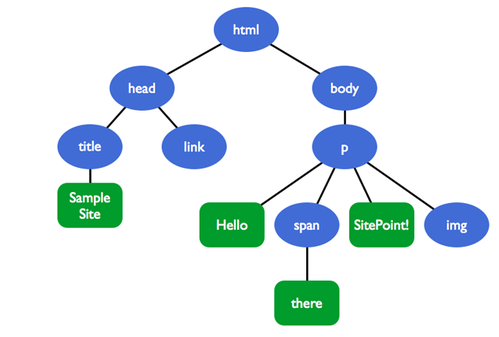 html
head
body
title
link
p
Sample
Site
Hello
span
SitePoint!
img
there